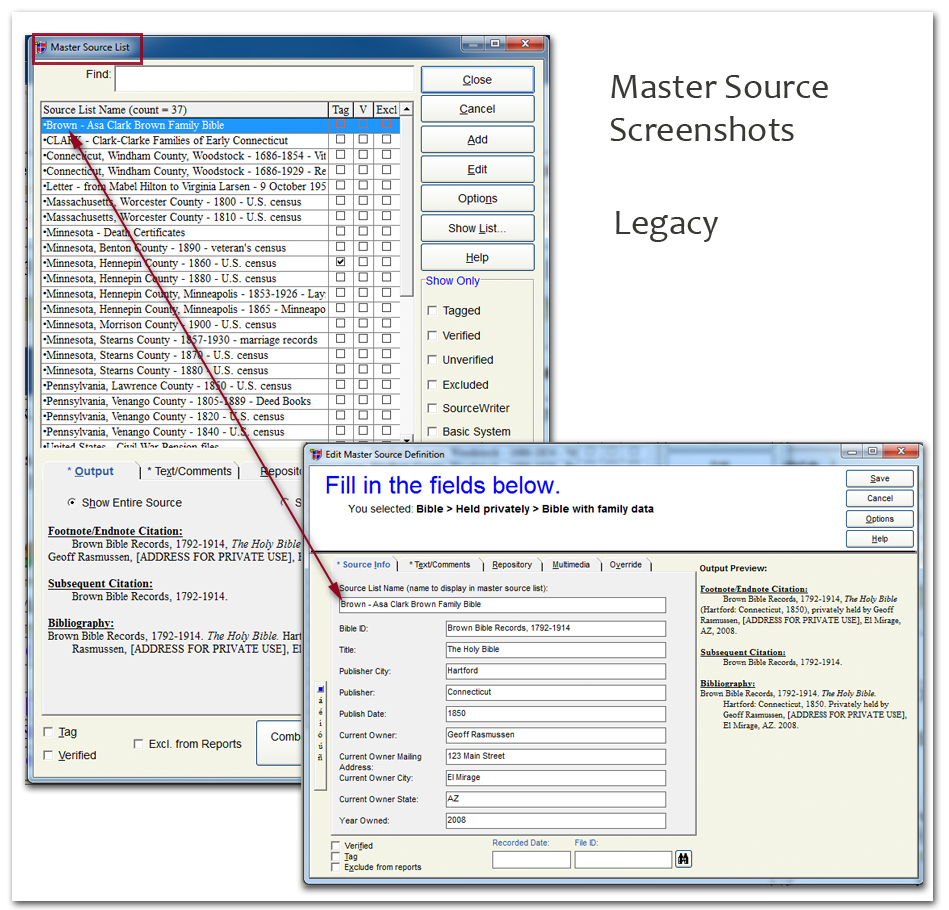 Master Source List
Find:
Close
Cancel
Add
Edit
Options
Show List...
Help
Source List Name (count = 37) Tag V Excl
•Brown - Asa Clark Brown Family Bible
•CLARK - Clark-Clarke Families of Early Connecticut
•Connecticut, Windham County, Woodstock - 1686-1854 - Vit
•Connecticut, Windham County, Woodstock - 1686-1929 - Re
•Letter - from Mabel Hilton to Virginia Larsen - 9 October 195
•Massachusetts, Worcester County - 1800 - U.S. census
•Massachusetts, Worcester County - 1810 - U.S. census
•Minnesota - Death Certificates
•Minnesota, Benton County - 1890 - veteran's census
•Minnesota, Hennepin County - 1860 - U.S. census
•Minnesota, Hennepin County - 1880 - U.S. census
•Minnesota, Hennepin County, Minneapolis - 1853-1926 - Lay
•Minnesota, Hennepin County, Minneapolis - 1865 - Minneapo
•Minnesota, Morrison County - 1900 - U.S. census
•Minnesota, Stearns County - 1857-1930 - marriage records
•Minnesota, Stearns County - 1870 - U.S. census
•Minnesota, Stearns County - 1880 - U.S. census
•Pennsylvania, Lawrence County - 1850 - U.S. census
•Pennsylvania, Venango County - 1805-1889 - Deed Books
•Pennsylvania, Venango County - 1820 - U.S. census
•Pennsylvania, Venango County - 1840 - U.S. census
•United States - Civil War Pension files
Show Only
Tagged
Verified
Unverified
Excluded
SourceWriter
Basic System
* Output
* Text/Comments
Reposito
Show Entire Source
S
Footnote/Endnote Citation:
Brown Bible Records, 1792-1914, The Holy Bible
Geoff Rasmussen, [ADDRESS FOR PRIVATE USE],
Subsequent Citation:
Brown Bible Records, 1792-1914.
Bibliography:
Brown Bible Records, 1792-1914. The Holy Bible. Hart
Rasmussen, [ADDRESS FOR PRIVATE USE], El
Tag
Verified
Excl. from Reports
Comb
Master Source
Screenshots
Legacy
Edit Master Source Definition
Fill in the fields below.
You selected: Bible > Held privately > Bible with family data
Save
Cancel
Options
Help
* Source Info
* Text/Comments
Repository
Multimedia
Override
Source List Name (name to display in master source list):
Brown - Asa Clark Brown Family Bible
Bible ID: Brown Bible Records, 1792-1914
Title: The Holy Bible
Publisher City: Hartford
Publisher: Connecticut
Publish Date: 1850
Current Owner: Geoff Rasmussen
Current Owner Mailing
Address: 123 Main Street
Current Owner City: El Mirage
Current Owner State: AZ
Year Owned: 2008
á
é
í
ó
ú
ñ
Verified
Tag
Exclude from reports
Recorded Date:
File ID:
Output Preview:
Footnote/Endnote Citation:
Brown Bible Records, 1792-1914, The Holy Bible
(Hartford: Connecticut, 1850), privately held by Geoff
Rasmussen, [ADDRESS FOR PRIVATE USE], El Mirage,
AZ, 2008.
Subsequent Citation:
Brown Bible Records, 1792-1914.
Bibliography:
Brown Bible Records, 1792-1914. The Holy Bible.
Hartford: Connecticut, 1850. Privately held by
Geoff Rasmussen, [ADDRESS FOR PRIVATE USE],
El Mirage, AZ. 2008.